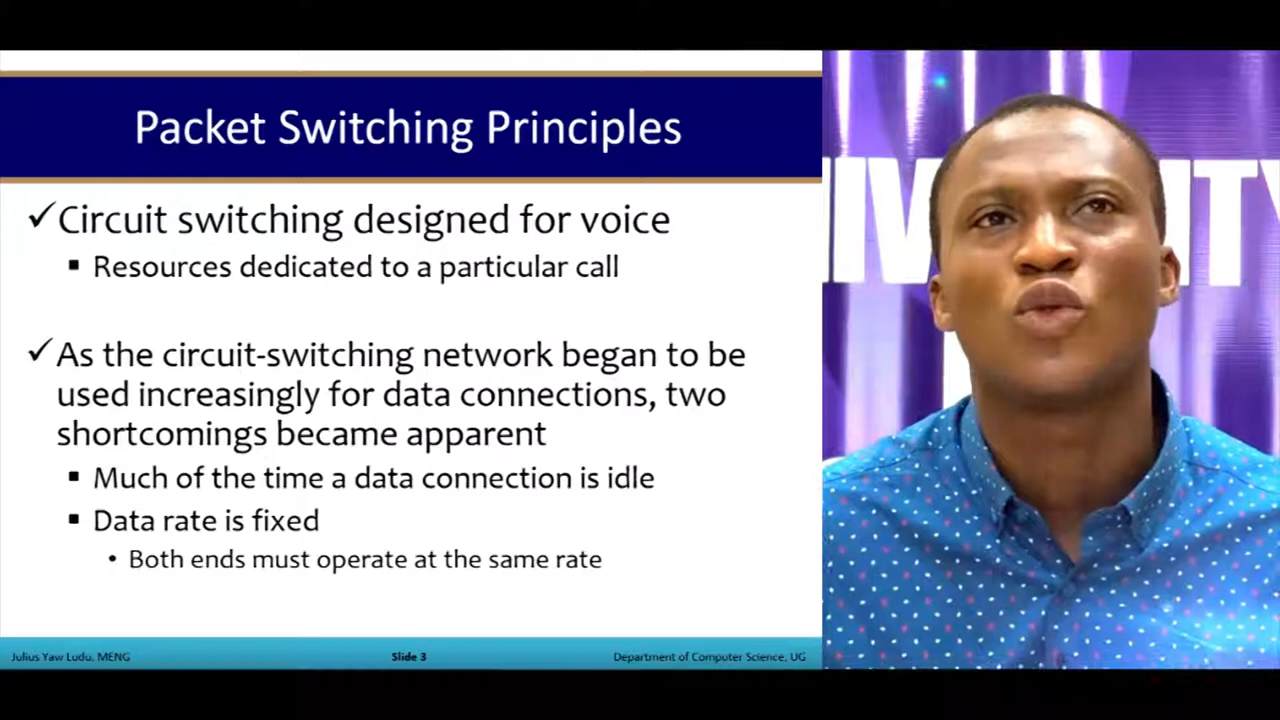 Packet Switching Principles
✓Circuit switching designed for voice
▪ Resources dedicated to a particular call
✓As the circuit-switching network began to be
used increasingly for data connections, two
shortcomings became apparent
▪ Much of the time a data connection is idle
▪ Data rate is fixed
• Both ends must operate at the same rate
Julius Yaw Ludu, MENG
Slide 3
Department of Computer Science, UG